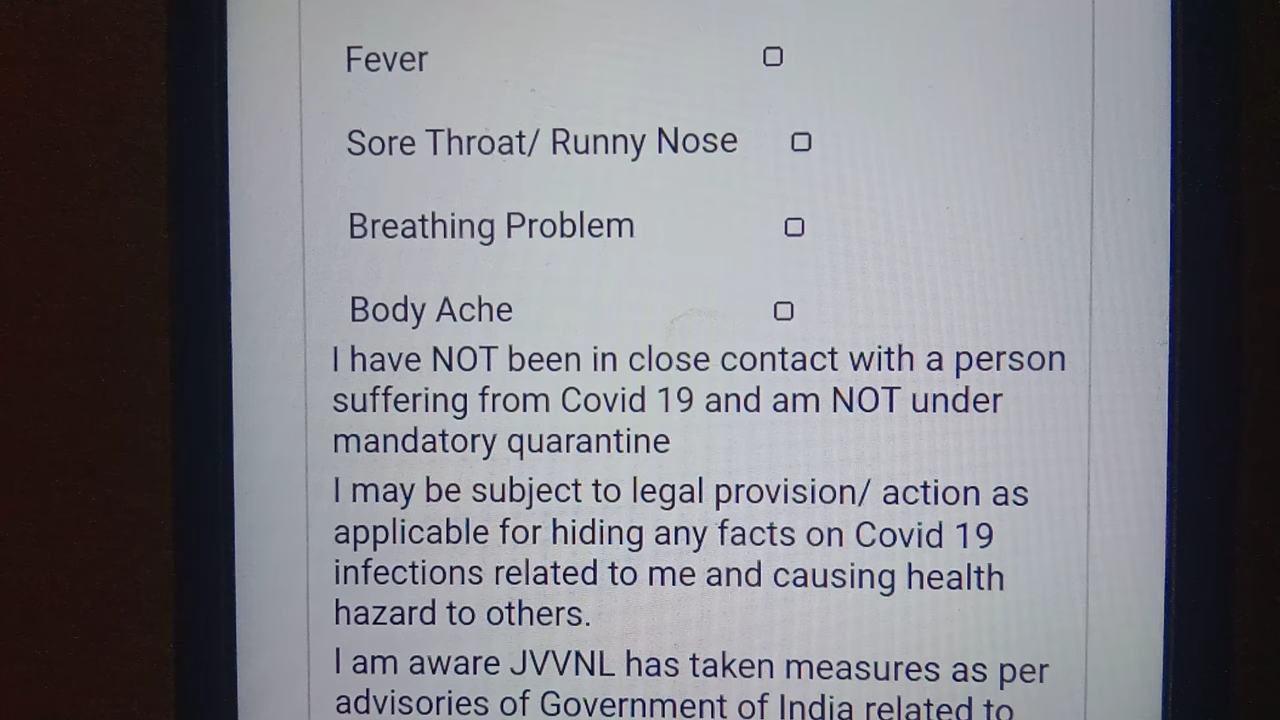 Fever
Sore Throat/ Runny Nose
Breathing Problem
Body Ache
I have NOT been in close contact with a person
suffering from Covid 19 and am NOT under
mandatory quarantine
I may be subject to legal provision/ action as
applicable for hiding any facts on Covid 19
infections related to me and causing health
hazard to others.
I am aware JVVNL has taken measures as per
advisories of Government of India related to